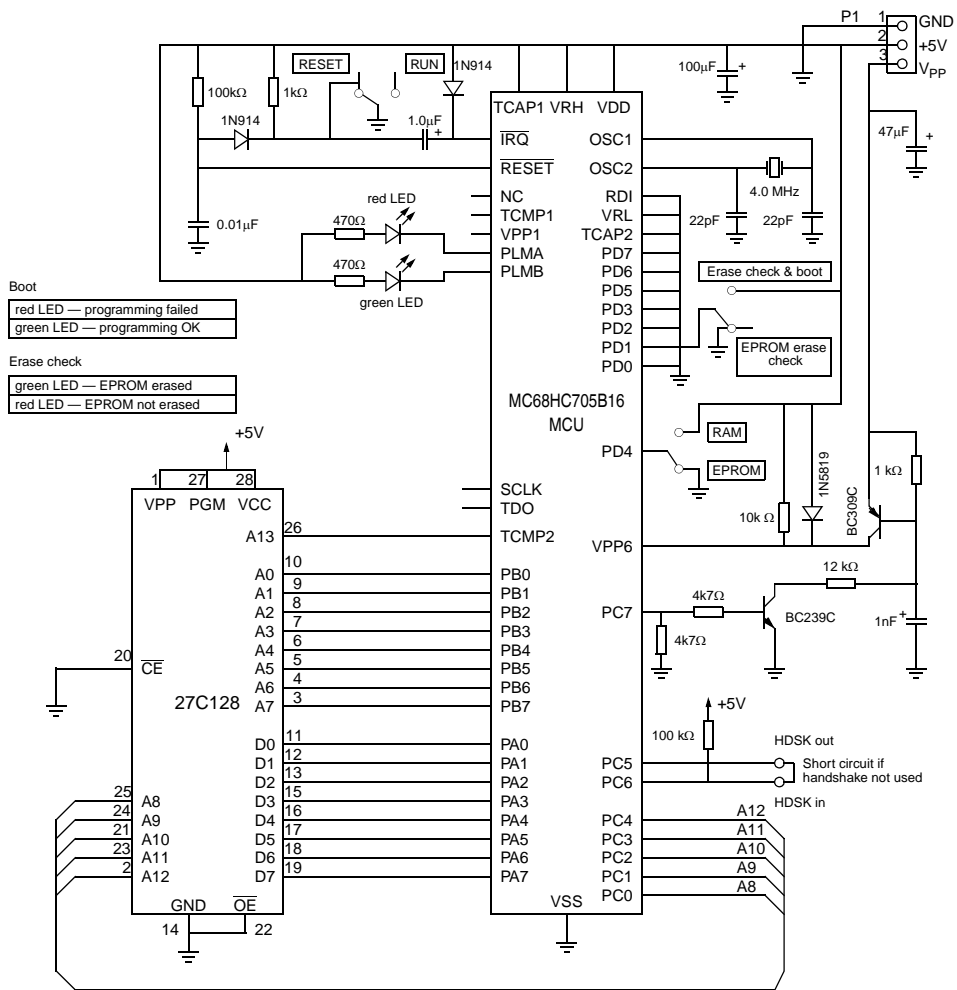 P1
1
GND
2
+5V
3
VPP
RESET
RUN
1N914
100µF
+
100kΩ
1kΩ
1N914
1.0µF
+
47µF
+
TCAP1 VRH VDD
IRQ
OSC1
RESET
OSC2
4.0 MHz
NC
RDI
TCMP1
VRL
22pF
22pF
VPP1
TCAP2
PLMA
PD7
PLMB
PD6
PD5
PD3
PD2
PD1
PD0
0.01µF
red LED
470Ω
470Ω
green LED
Erase check & boot
EPROM erase
check
Boot
red LED — programming failed
green LED — programming OK
Erase check
green LED — EPROM erased
red LED — EPROM not erased
MC68HC705B16
MCU
RAM
PD4
EPROM
+5V
1
27
28
VPP PGM VCC
SCLK
TDO
A13
26
TCMP2
10k Ω
1N5819
BC309C
1 kΩ
VPP6
A0
10
PB0
A1
9
PB1
A2
8
PB2
A3
7
PB3
A4
6
PB4
A5
5
PB5
A6
4
PB6
A7
3
PB7
12 kΩ
PC7
4k7Ω
4k7Ω
BC239C
1nF
+
20
CE
27C128
+5V
100 kΩ
D0
11
PA0
D1
12
PA1
D2
13
PA2
D3
15
PA3
D4
16
PA4
D5
17
PA5
D6
18
PA6
D7
19
PA7
HDSK out
PC5
PC6
Short circuit if
handshake not used
HDSK in
25
A8
24
A9
21
A10
23
A11
2
A12
PC4
A12
PC3
A11
PC2
A10
PC1
A9
PC0
A8
GND
OE
14
22
VSS